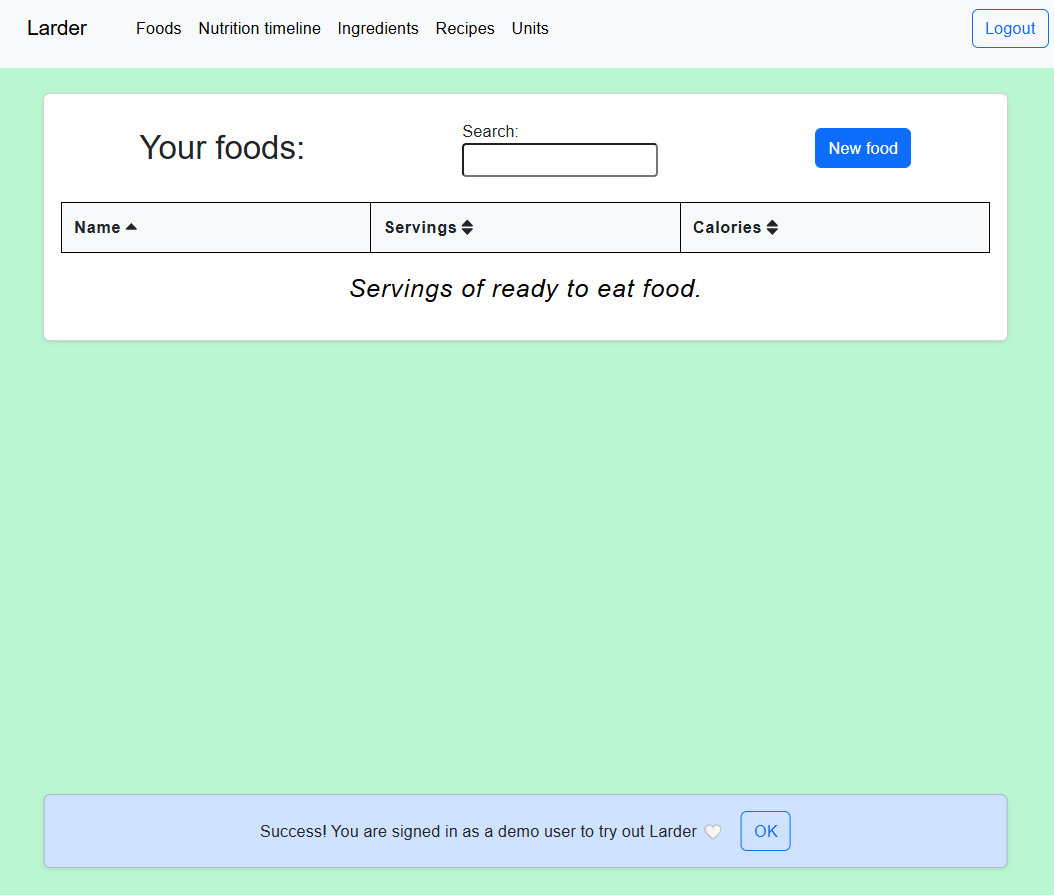 Larder Foods Nutrition timeline Ingredients Recipes Units Logout
Your foods:
Search:
New food
Name Servings Calories
Servings of ready to eat food.
Success! You are signed in as a demo user to try out Larder 🤍 OK